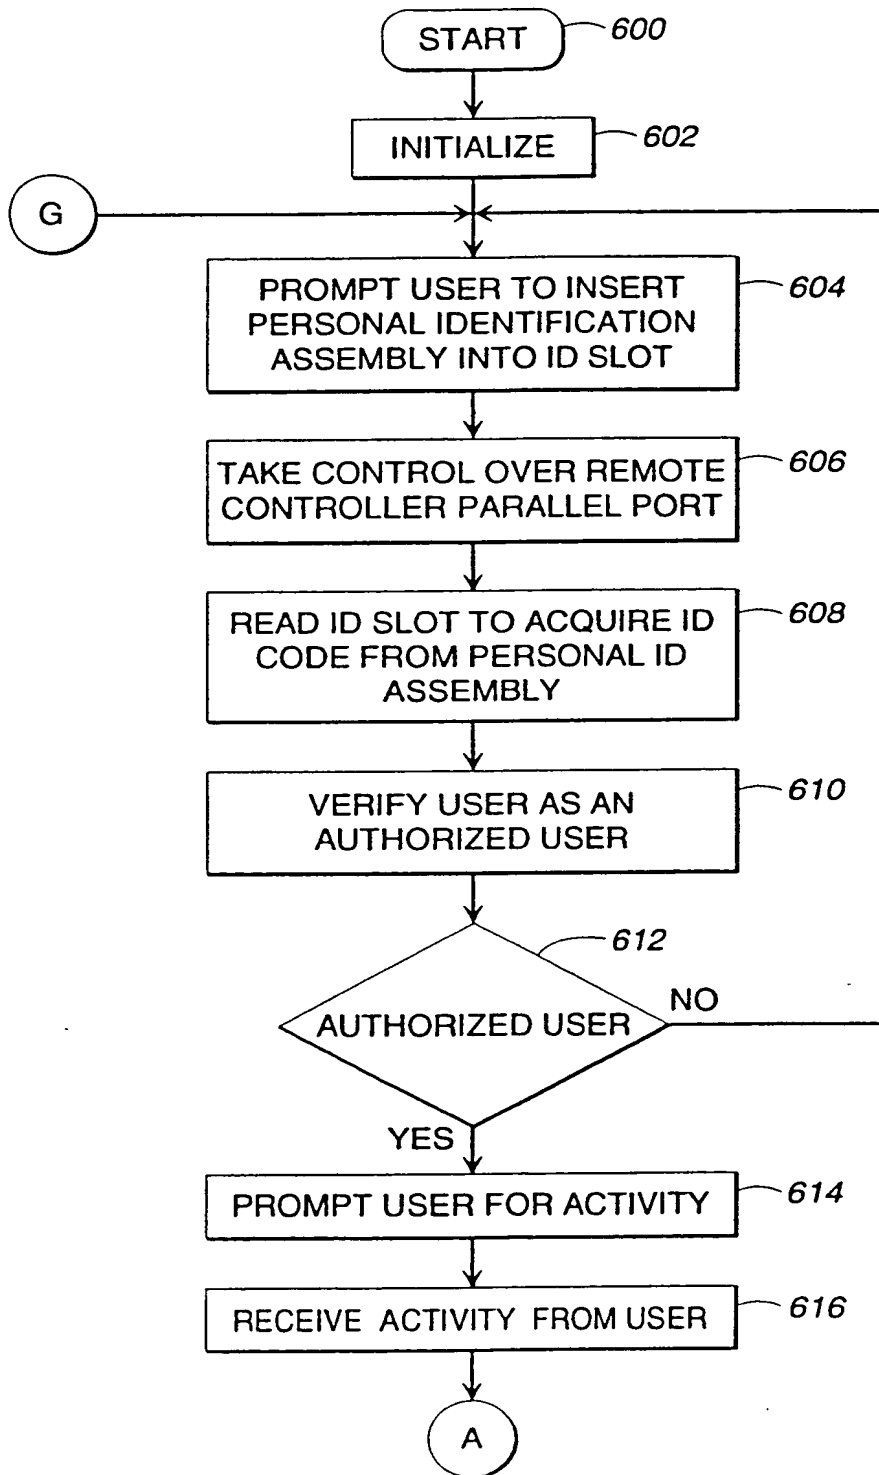 START
600
INITIALIZE
602
G
PROMPT USER TO INSERT
PERSONAL IDENTIFICATION
ASSEMBLY INTO ID SLOT
604
TAKE CONTROL OVER REMOTE
CONTROLLER PARALLEL PORT
606
READ ID SLOT TO ACQUIRE ID
CODE FROM PERSONAL ID
ASSEMBLY
608
VERIFY USER AS AN
AUTHORIZED USER
610
AUTHORIZED USER
612
NO
YES
PROMPT USER FOR ACTIVITY
614
RECEIVE ACTIVITY FROM USER
616
A